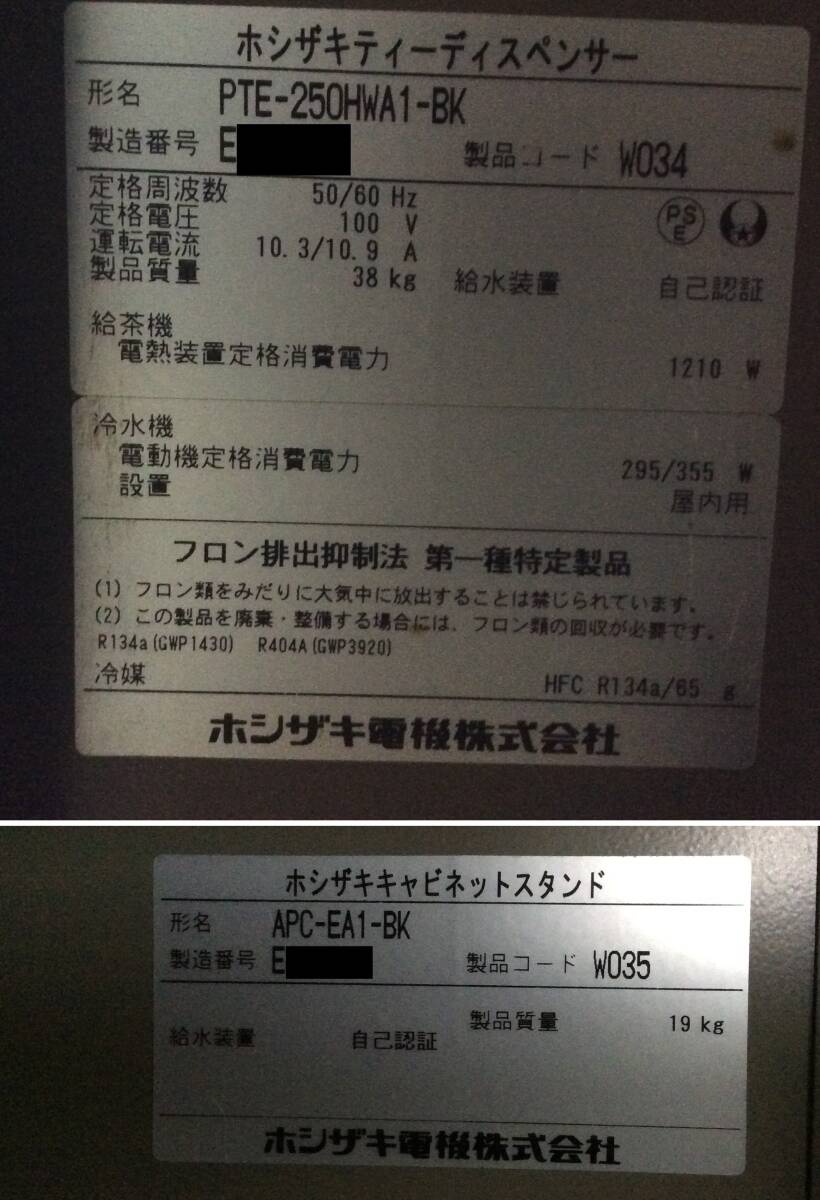 ホシザキティーディスペンサー
形名 PTE-250HWA1-BK
製造番号 E 製品コード W034
定格周波数 50/60 Hz
定格電圧 100 V
運転電流 10.3/10.9 A
製品質量 38 kg 給水装置 自己認証
PS
E
給茶機
電熱装置定格消費電力 1210 W
冷水機
電動機定格消費電力 295/355 W
設置 屋内用
フロン排出抑制法 第一種特定製品
(1) フロン類をみだりに大気中に放出することは禁じられています。
(2) この製品を廃棄・整備する場合には、フロン類の回収が必要です。
R134a(GWP1430) R404A(GWP3920)
冷媒 HFC R134a/65 g
ホシザキ電機株式会社
ホシザキキャビネットスタンド
形名 APC-EA1-BK
製造番号 E 製品コード W035
製品質量 19 kg
給水装置 自己認証
ホシザキ電機株式会社